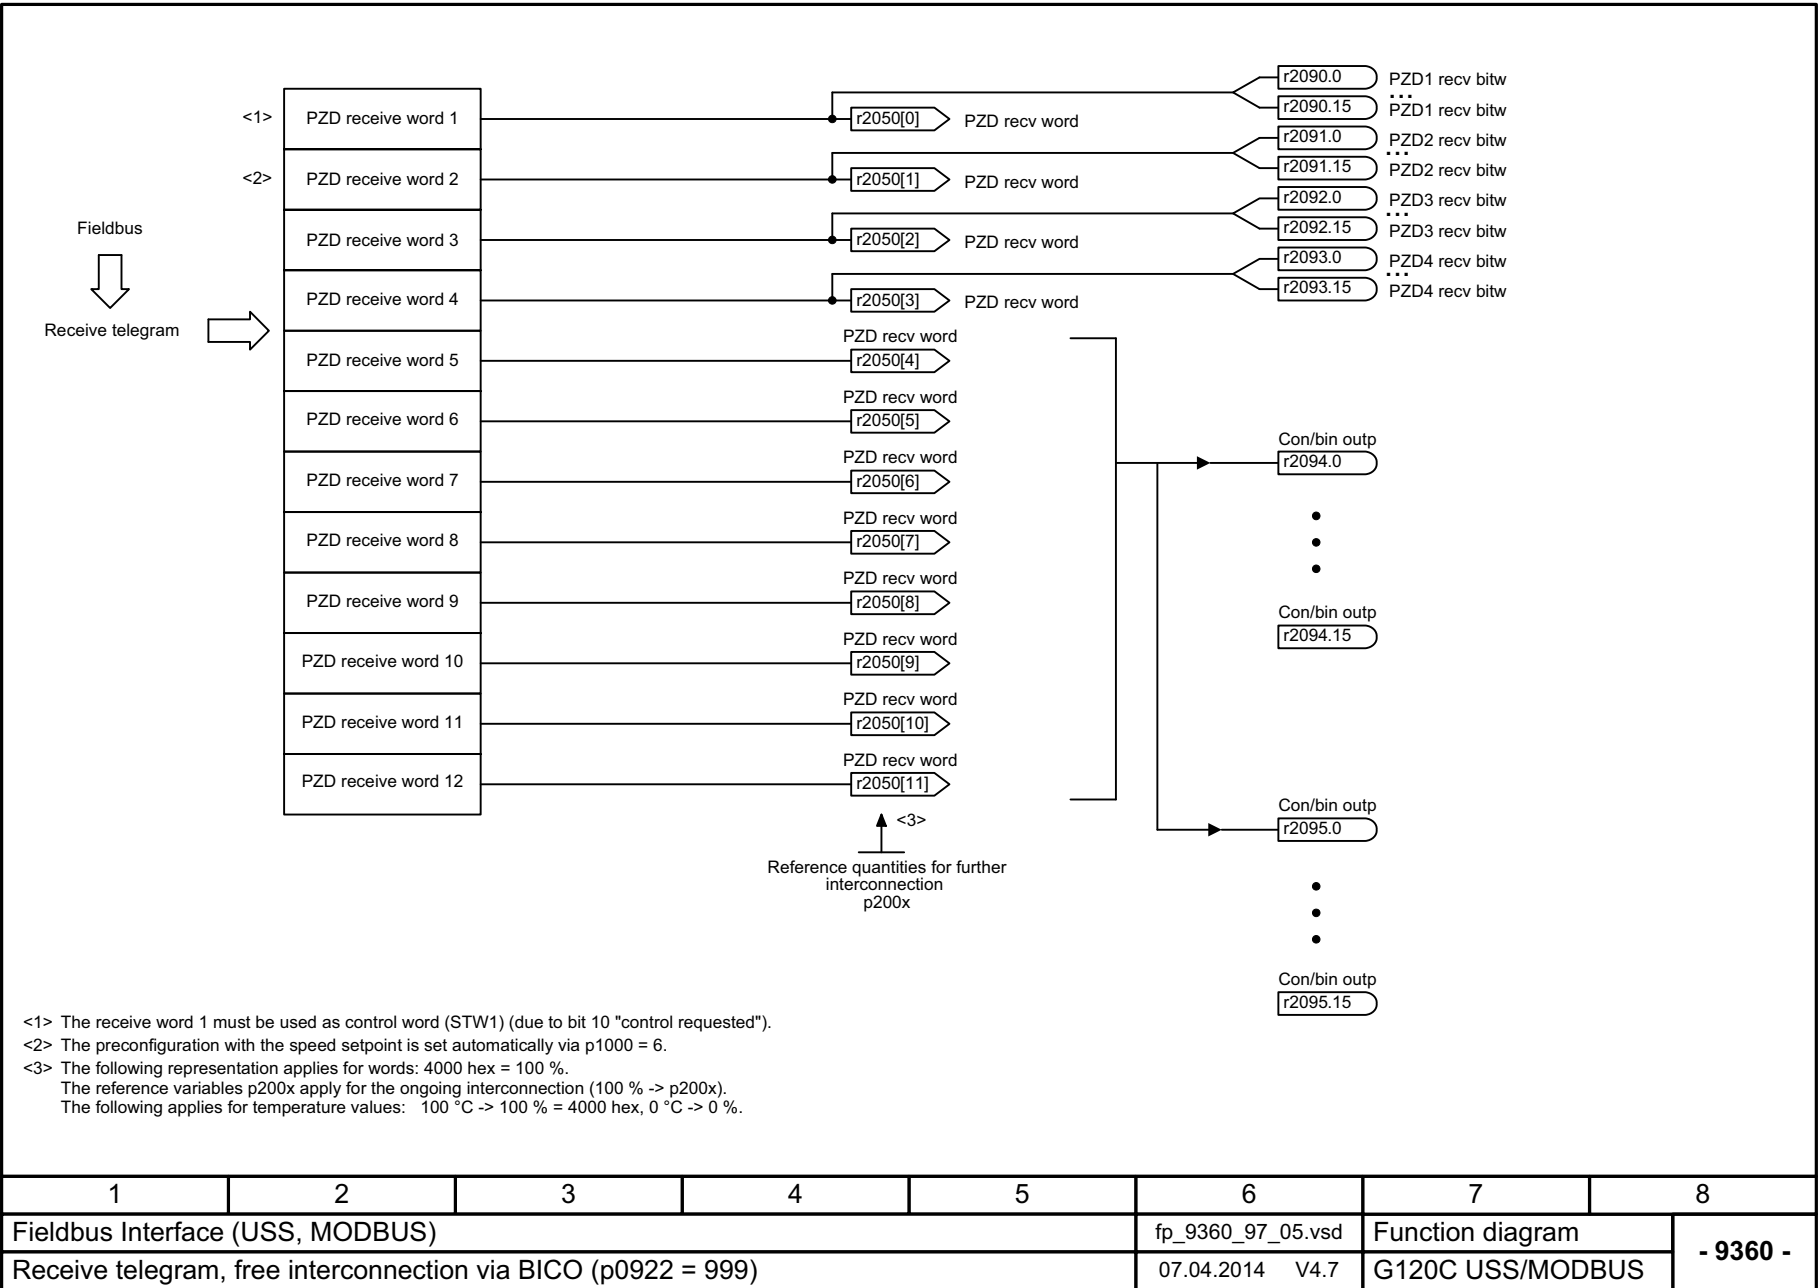 <1>
PZD receive word 1
r2050[0]
PZD recv word
r2090.0
PZD1 recv bitw
...
r2090.15
PZD1 recv bitw
<2>
PZD receive word 2
r2050[1]
PZD recv word
r2091.0
PZD2 recv bitw
...
r2091.15
PZD2 recv bitw
PZD receive word 3
r2050[2]
PZD recv word
r2092.0
PZD3 recv bitw
...
r2092.15
PZD3 recv bitw
Fieldbus
Receive telegram
PZD receive word 4
r2050[3]
PZD recv word
r2093.0
PZD4 recv bitw
...
r2093.15
PZD4 recv bitw
PZD receive word 5
PZD recv word
r2050[4]
PZD receive word 6
PZD recv word
r2050[5]
PZD receive word 7
PZD recv word
r2050[6]
PZD receive word 8
PZD recv word
r2050[7]
PZD receive word 9
PZD recv word
r2050[8]
PZD receive word 10
PZD recv word
r2050[9]
PZD receive word 11
PZD recv word
r2050[10]
PZD receive word 12
PZD recv word
r2050[11]
Con/bin outp
r2094.0
Con/bin outp
r2094.15
Con/bin outp
r2095.0
Con/bin outp
r2095.15
<3>
Reference quantities for further
interconnection
p200x
<1> The receive word 1 must be used as control word (STW1) (due to bit 10 "control requested").
<2> The preconfiguration with the speed setpoint is set automatically via p1000 = 6.
<3> The following representation applies for words: 4000 hex = 100 %.
The reference variables p200x apply for the ongoing interconnection (100 % -> p200x).
The following applies for temperature values: 100 °C -> 100 % = 4000 hex, 0 °C -> 0 %.
1 2 3 4 5 6 7 8
Fieldbus Interface (USS, MODBUS)
fp_9360_97_05.vsd
Function diagram
- 9360 -
Receive telegram, free interconnection via BICO (p0922 = 999)
07.04.2014 V4.7
G120C USS/MODBUS